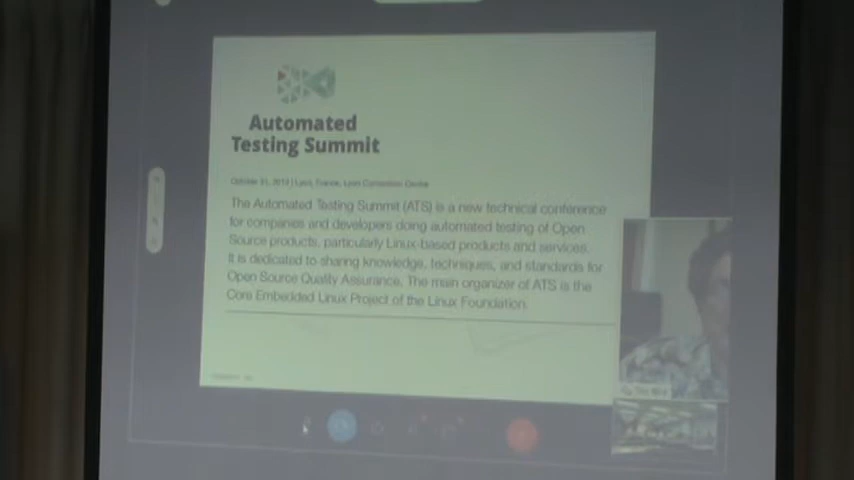 Automated
Testing Summit
October 31, 2019 | Lyon, France, Lyon Convention Centre
The Automated Testing Summit (ATS) is a new technical conference
for companies and developers doing automated testing of Open
Source products, particularly Linux-based products and services.
It is dedicated to sharing knowledge, techniques, and standards for
Open Source Quality Assurance. The main organizer of ATS is the
Core Embedded Linux Project of the Linux Foundation.